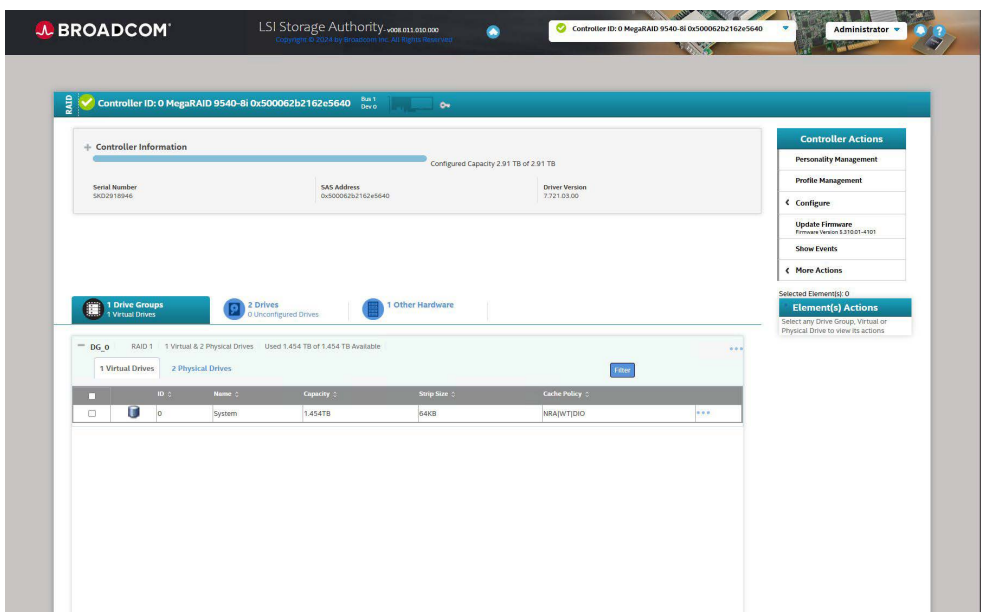 BROADCOM
LSI Storage Authority v008.011.010.000
Copyright © 2024 by Broadcom Inc. All Rights Reserved
Controller ID: 0 MegaRAID 9540-8i 0x500062b2162e5640
Administrator
?
RAID
Controller ID: 0 MegaRAID 9540-8i 0x500062b2162e5640
Bus 1
Dev 0
+ Controller Information
Configured Capacity 2.91 TB of 2.91 TB
Serial Number
SKD2918946
SAS Address
0x500062b2162e5640
Driver Version
7.721.03.00
Controller Actions
Personality Management
Profile Management
Configure
Update Firmware
Firmware Version 5.310.01-4101
Show Events
More Actions
Selected Element(s): 0
Element(s) Actions
Select any Drive Group, Virtual or
Physical Drive to view its actions
1 Drive Groups
1 Virtual Drives
2 Drives
0 Unconfigured Drives
1 Other Hardware
DG_0 RAID 1 1 Virtual & 2 Physical Drives Used 1.454 TB of 1.454 TB Available
1 Virtual Drives 2 Physical Drives
Filter
ID Name Capacity Strip Size Cache Policy
0 System 1.454TB 64KB NRA|WT|DIO